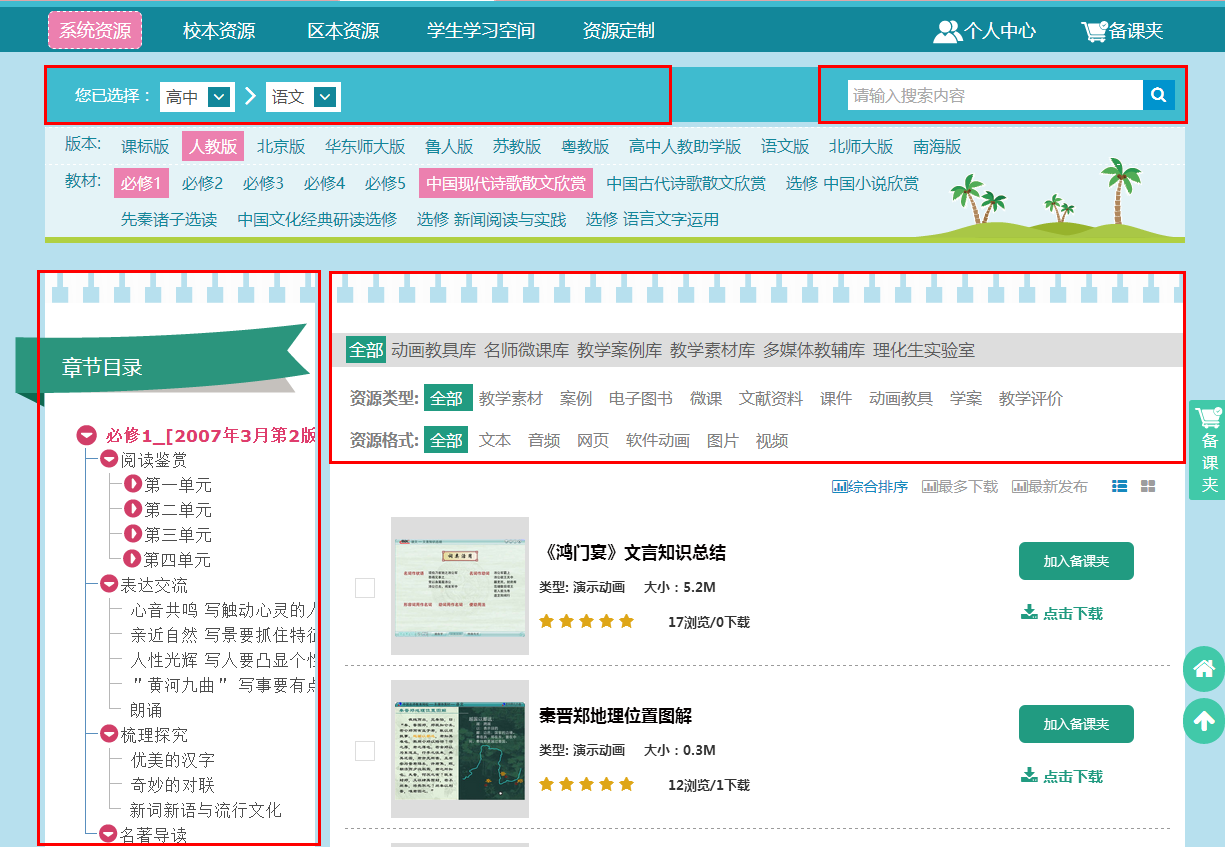 系统资源 校本资源 区本资源 学生学习空间 资源定制 个人中心 备课夹
您已选择： 高中 语文 请输入搜索内容
版本: 课标版 人教版 北京版 华东师大版 鲁人版 苏教版 粤教版 高中人教助学版 语文版 北师大版 南海版
教材: 必修1 必修2 必修3 必修4 必修5 中国现代诗歌散文欣赏 中国古代诗歌散文欣赏 选修 中国小说欣赏
先秦诸子选读 中国文化经典研读选修 选修 新闻阅读与实践 选修 语言文字运用
章节目录
必修1_[2007年3月第2版
阅读鉴赏
第一单元
第二单元
第三单元
第四单元
表达交流
心音共鸣 写触动心灵的人
亲近自然 写景要抓住特征
人性光辉 写人要凸显个性
"黄河九曲" 写事要有点
朗诵
梳理探究
优美的汉字
奇妙的对联
新词新语与流行文化
名著导读
全部 动画教具库 名师微课库 教学案例库 教学素材库 多媒体教辅库 理化生实验室
资源类型: 全部 教学素材 案例 电子图书 微课 文献资料 课件 动画教具 学案 教学评价
资源格式: 全部 文本 音频 网页 软件动画 图片 视频
综合排序 最多下载 最新发布
词类活用
《鸿门宴》文言知识总结
类型: 演示动画 大小：5.2M
17浏览/0下载
加入备课夹
点击下载
秦晋郑地理位置图解
秦晋郑地理位置图解
类型: 演示动画 大小：0.3M
12浏览/1下载
加入备课夹
点击下载
备课夹